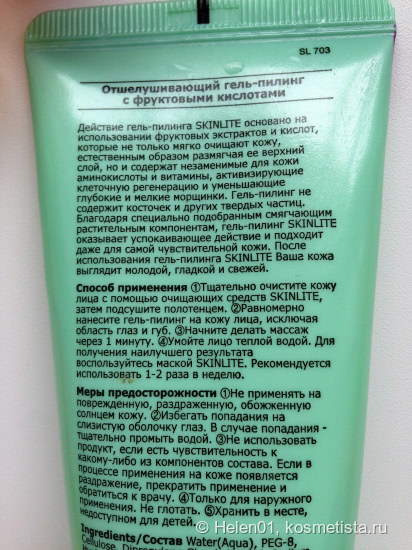 SL 703
Отшелушивающий гель-пилинг
с фруктовыми кислотами
Действие гель-пилинга SKINLITE основано на
использовании фруктовых экстрактов и кислот,
которые не только мягко очищают кожу,
естественным образом размягчая ее верхний
слой, но и содержат незаменимые для кожи
аминокислоты и витамины, активизирующие
клеточную регенерацию и уменьшающие
глубокие и мелкие морщинки. Гель-пилинг не
содержит косточек и других твердых частиц.
Благодаря специально подобранным смягчающим
растительным компонентам, гель-пилинг SKINLITE
оказывает успокаивающее действие и подходит
даже для самой чувствительной кожи. После
использования гель-пилинга SKINLITE Ваша кожа
выглядит молодой, гладкой и свежей.
Способ применения ①Тщательно очистите кожу
лица с помощью очищающих средств SKINLITE,
затем подсушите полотенцем. ②Равномерно
нанесите гель-пилинг на кожу лица, исключая
область глаз и губ. ③Начните делать массаж
через 1 минуту. ④Умойте лицо теплой водой. Для
получения наилучшего результата
воспользуйтесь маской SKINLITE. Рекомендуется
использовать 1-2 раза в неделю.
Меры предосторожности ①Не применять на
поврежденную, раздраженную, обожженную
солнцем кожу. ②Избегать попадания на
слизистую оболочку глаз. В случае попадания -
тщательно промыть водой. ③Не использовать
продукт, если есть чувствительность к
какому-либо из компонентов состава. Если в
процессе применения на коже появляется
раздражение, прекратить применение и
обратиться к врачу. ④Только для наружного
применения. Не глотать. ⑤Хранить в месте,
недоступном для детей.
Ingredients/Состав Water(Aqua), PEG-8,
Cellulose,
© Helen01, kosmetista.ru